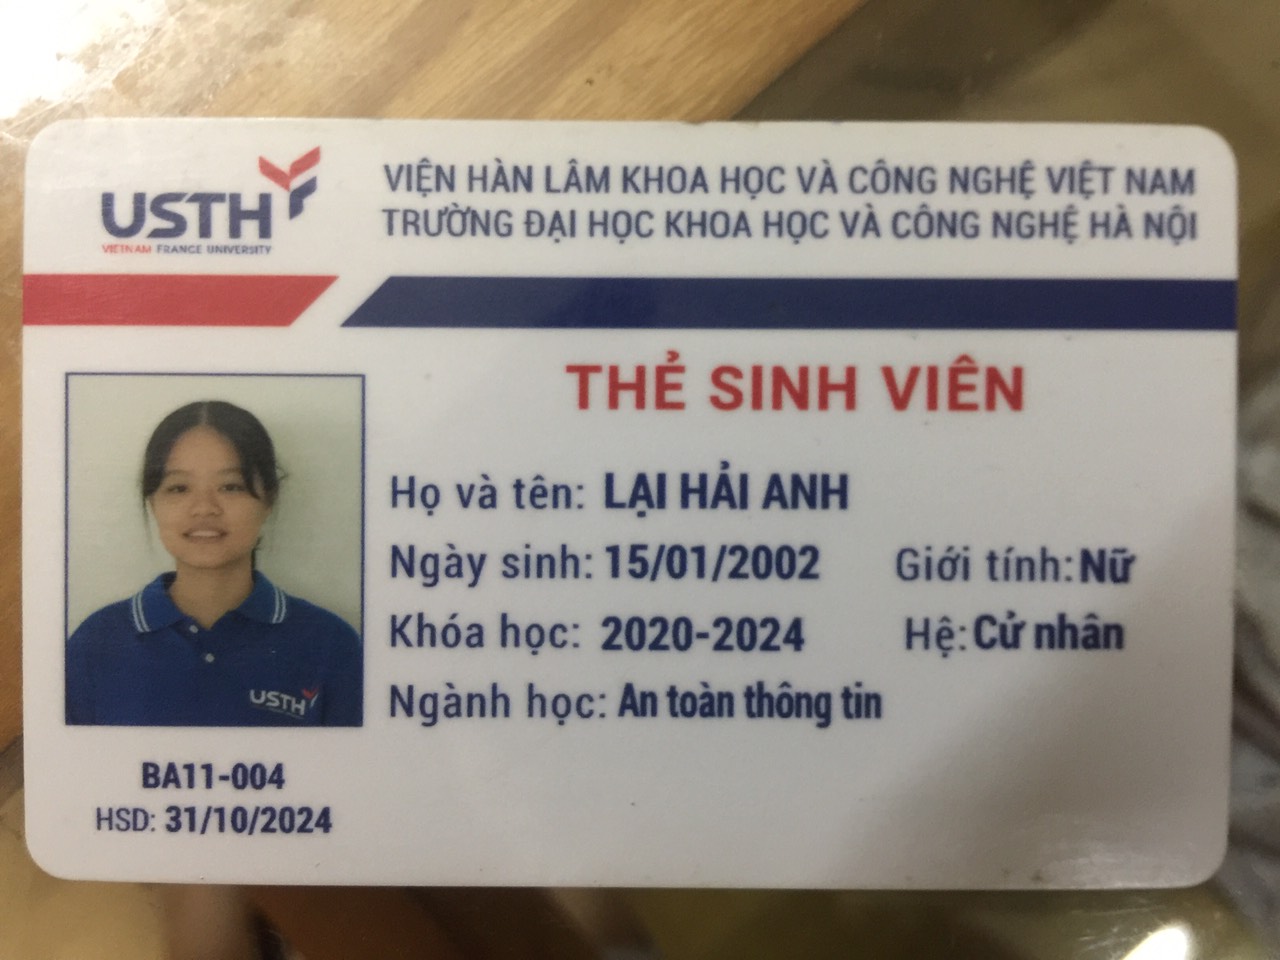 USTH
VIETNAM FRANCE UNIVERSITY
VIỆN HÀN LÂM KHOA HỌC VÀ CÔNG NGHỆ VIỆT NAM
TRƯỜNG ĐẠI HỌC KHOA HỌC VÀ CÔNG NGHỆ HÀ NỘI
THẺ SINH VIÊN
Họ và tên: LẠI HẢI ANH
Ngày sinh: 15/01/2002 Giới tính: Nữ
Khóa học: 2020-2024 Hệ: Cử nhân
Ngành học: An toàn thông tin
USTH
BA11-004
HSD: 31/10/2024